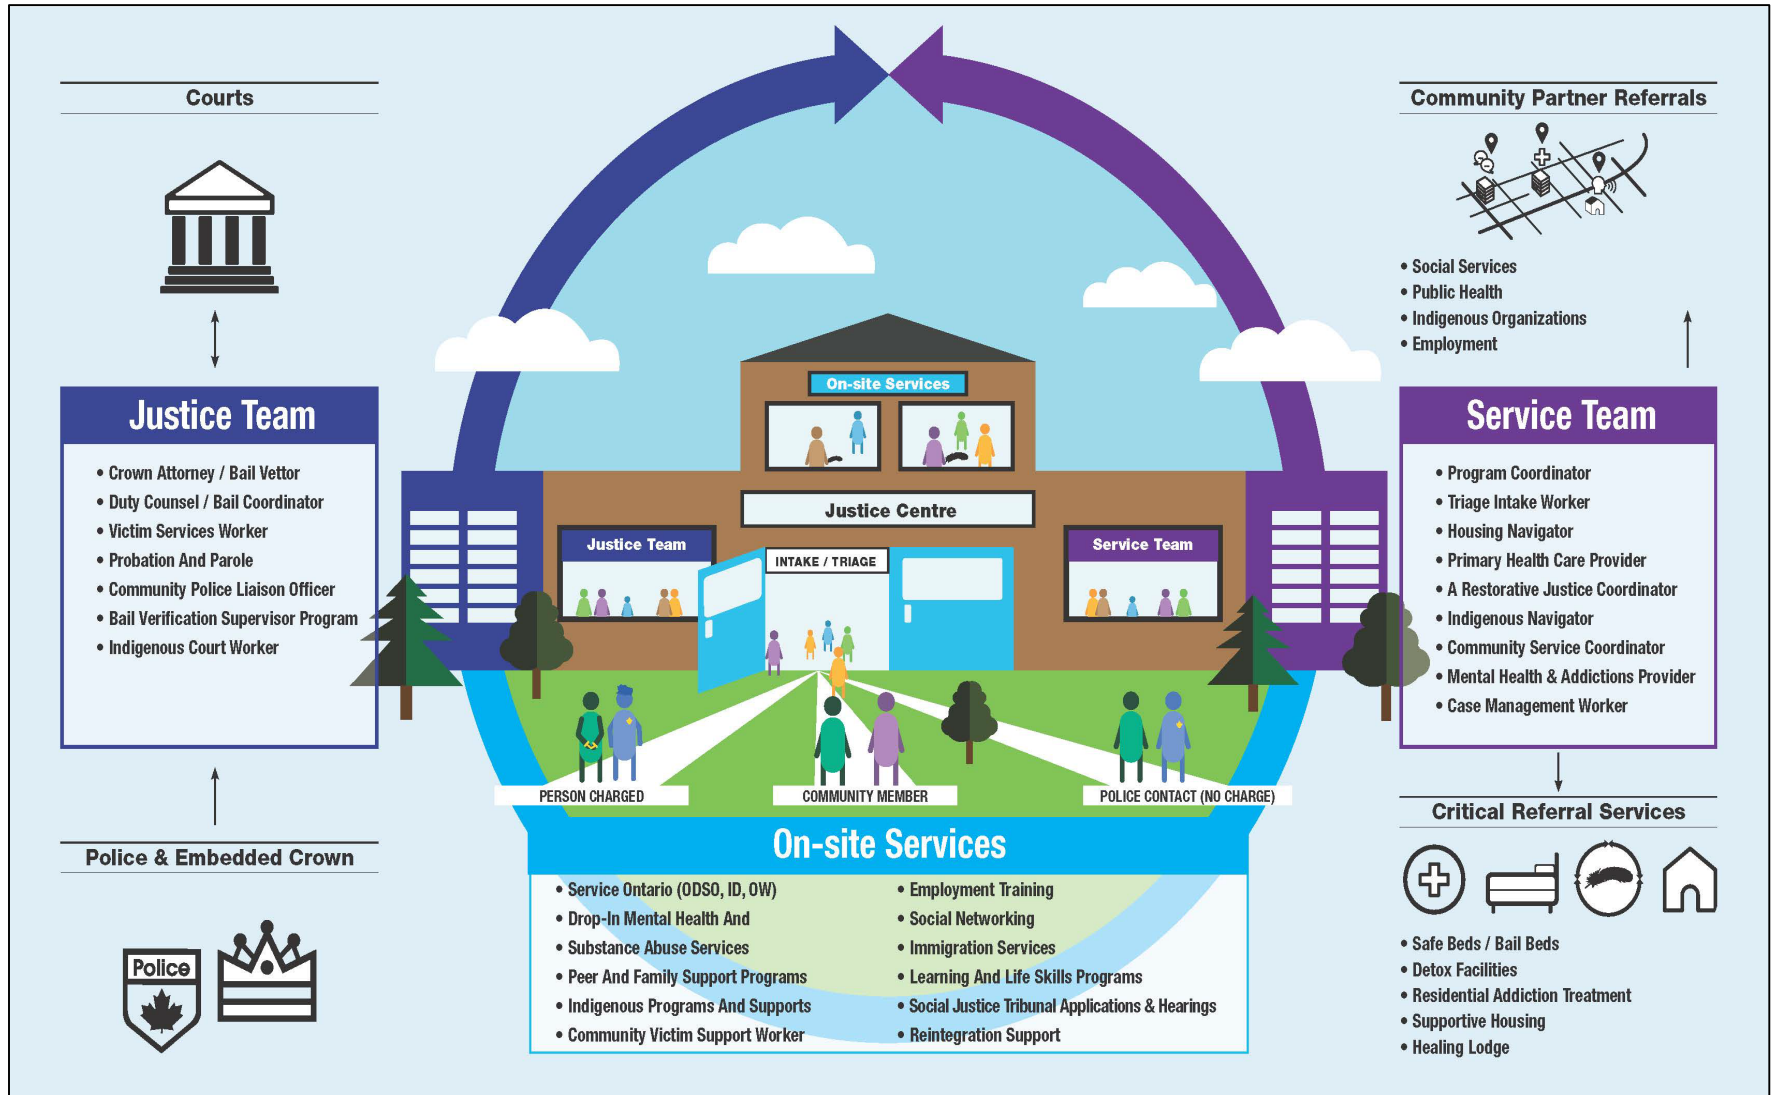 Courts
Justice Team
• Crown Attorney / Bail Vettor
• Duty Counsel / Bail Coordinator
• Victim Services Worker
• Probation And Parole
• Community Police Liaison Officer
• Bail Verification Supervisor Program
• Indigenous Court Worker
Police & Embedded Crown
Police
On-site Services
Justice Centre
Justice Team
INTAKE / TRIAGE
Service Team
PERSON CHARGED
COMMUNITY MEMBER
POLICE CONTACT (NO CHARGE)
On-site Services
• Service Ontario (ODSO, ID, OW)
• Drop-In Mental Health And
• Substance Abuse Services
• Peer And Family Support Programs
• Indigenous Programs And Supports
• Community Victim Support Worker
• Employment Training
• Social Networking
• Immigration Services
• Learning And Life Skills Programs
• Social Justice Tribunal Applications & Hearings
• Reintegration Support
Community Partner Referrals
• Social Services
• Public Health
• Indigenous Organizations
• Employment
Service Team
• Program Coordinator
• Triage Intake Worker
• Housing Navigator
• Primary Health Care Provider
• A Restorative Justice Coordinator
• Indigenous Navigator
• Community Service Coordinator
• Mental Health & Addictions Provider
• Case Management Worker
Critical Referral Services
• Safe Beds / Bail Beds
• Detox Facilities
• Residential Addiction Treatment
• Supportive Housing
• Healing Lodge